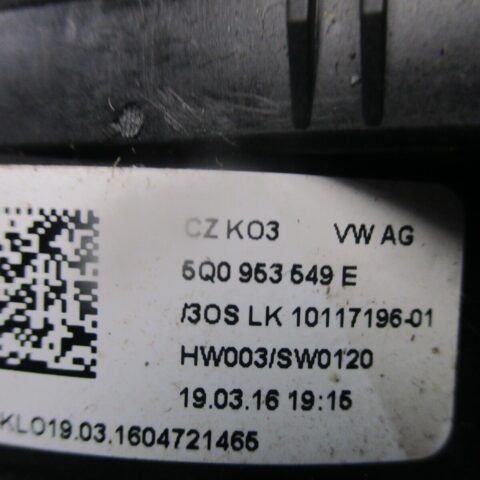 CZ KO3 VW AG
5Q0 953 549 E
/3OS LK 10117196-01
HW003/SW0120
19.03.16 19:15
KLO19.03.1604721465